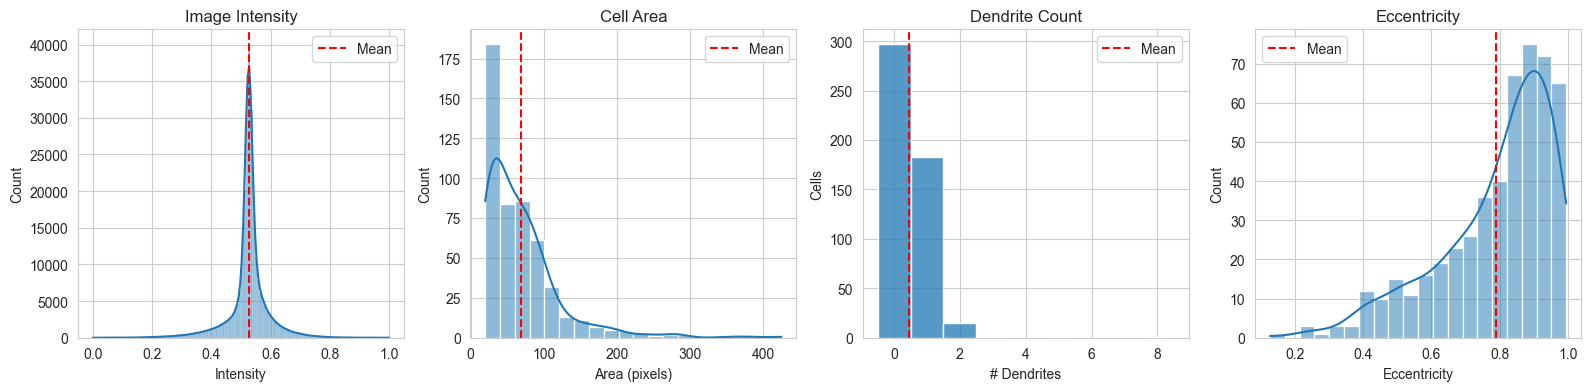 Image Intensity
Mean
40000
35000
30000
25000
20000
15000
10000
5000
0
Count
0.0 0.2 0.4 0.6 0.8 1.0
Intensity
Cell Area
Mean
175
150
125
100
75
50
25
0
Count
0 100 200 300 400
Area (pixels)
Dendrite Count
Mean
300
250
200
150
100
50
0
Cells
0 2 4 6 8
# Dendrites
Eccentricity
Mean
70
60
50
40
30
20
10
0
Count
0.2 0.4 0.6 0.8 1.0
Eccentricity